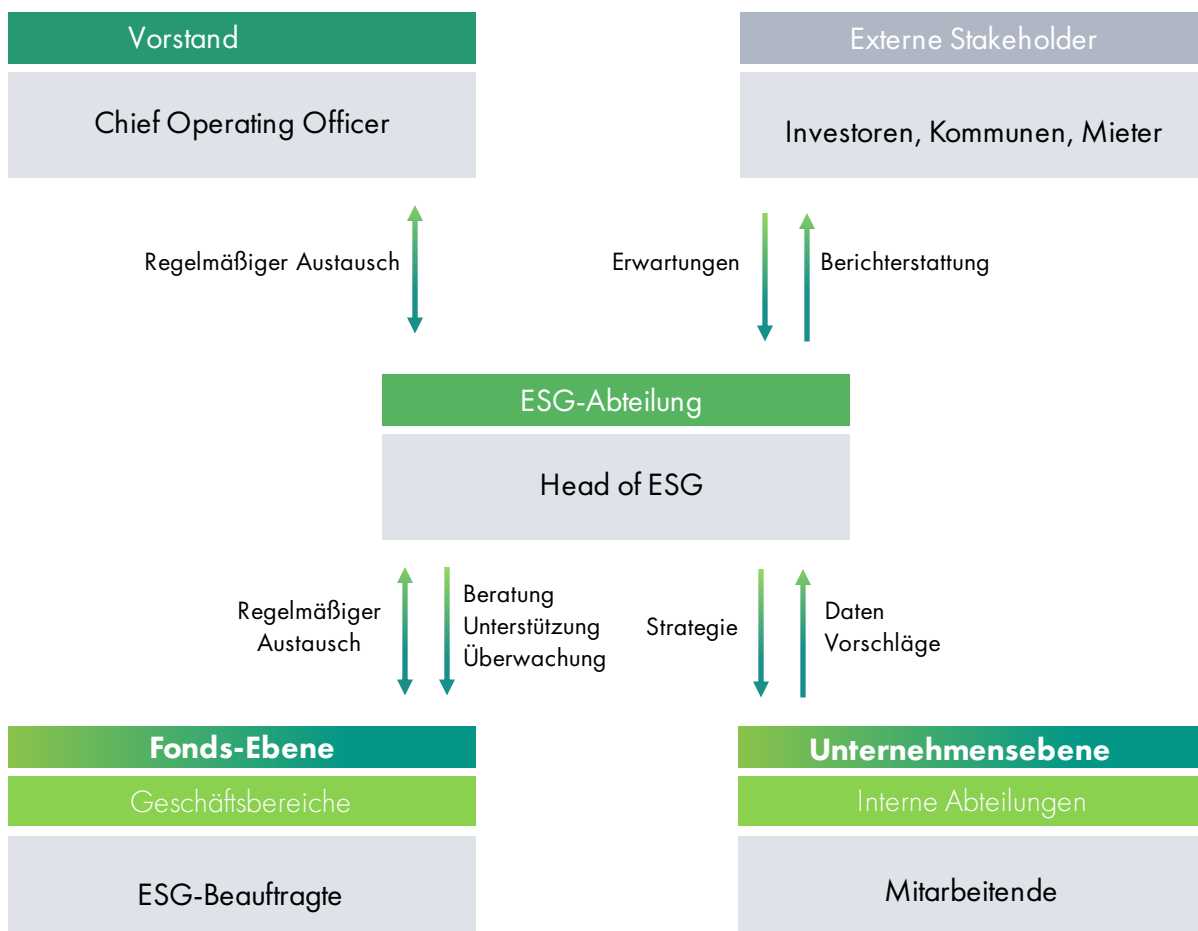 Vorstand
Chief Operating Officer
Externe Stakeholder
Investoren, Kommunen, Mieter
Regelmäßiger Austausch
Erwartungen
Berichterstattung
ESG-Abteilung
Head of ESG
Regelmäßiger
Austausch
Beratung
Unterstützung
Überwachung
Strategie
Daten
Vorschläge
Fonds-Ebene
Geschäftsbereiche
ESG-Beauftragte
Unternehmensebene
Interne Abteilungen
Mitarbeitende